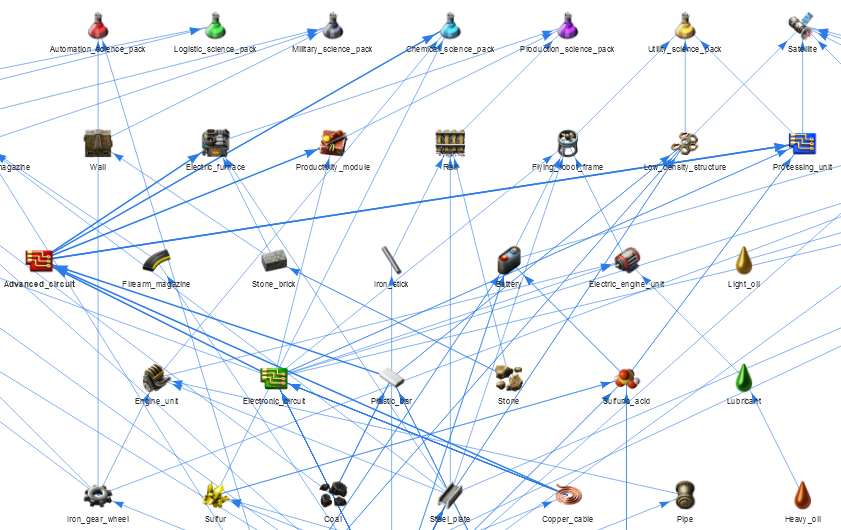 Automation_science_pack
Logistic_science_pack
Military_science_pack
Chemical_science_pack
Production_science_pack
Utility_science_pack
Satellite
magazine
Wall
Electric_furnace
Productivity_module
Rail
Flying_robot_frame
Low_density_structure
Processing_unit
Advanced_circuit
Firearm_magazine
Stone_brick
Iron_stick
Battery
Electric_engine_unit
Light_oil
Engine_unit
Electronic_circuit
Plastic_bar
Stone
Sulfuric_acid
Lubricant
Iron_gear_wheel
Sulfur
Coal
Steel_plate
Copper_cable
Pipe
Heavy_oil